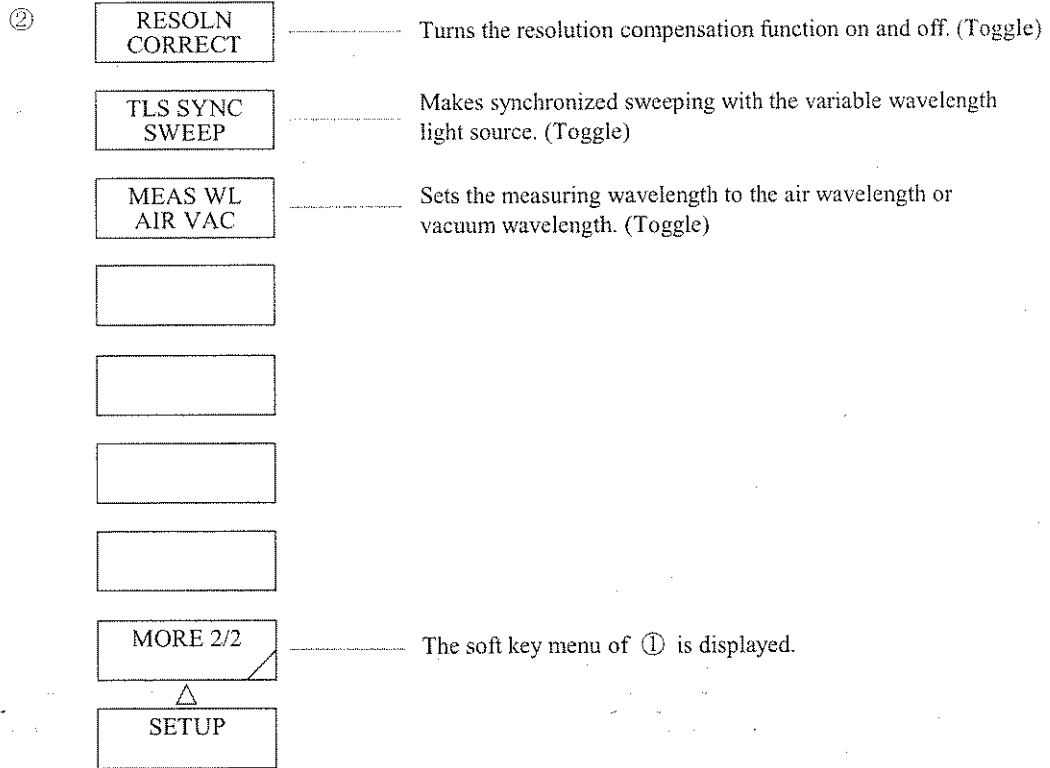 ②
RESOLN
CORRECT
Turns the resolution compensation function on and off. (Toggle)
TLS SYNC
SWEEP
Makes synchronized sweeping with the variable wavelength
light source. (Toggle)
MEAS WL
AIR VAC
Sets the measuring wavelength to the air wavelength or
vacuum wavelength. (Toggle)
MORE 2/2
The soft key menu of ① is displayed.
△
SETUP